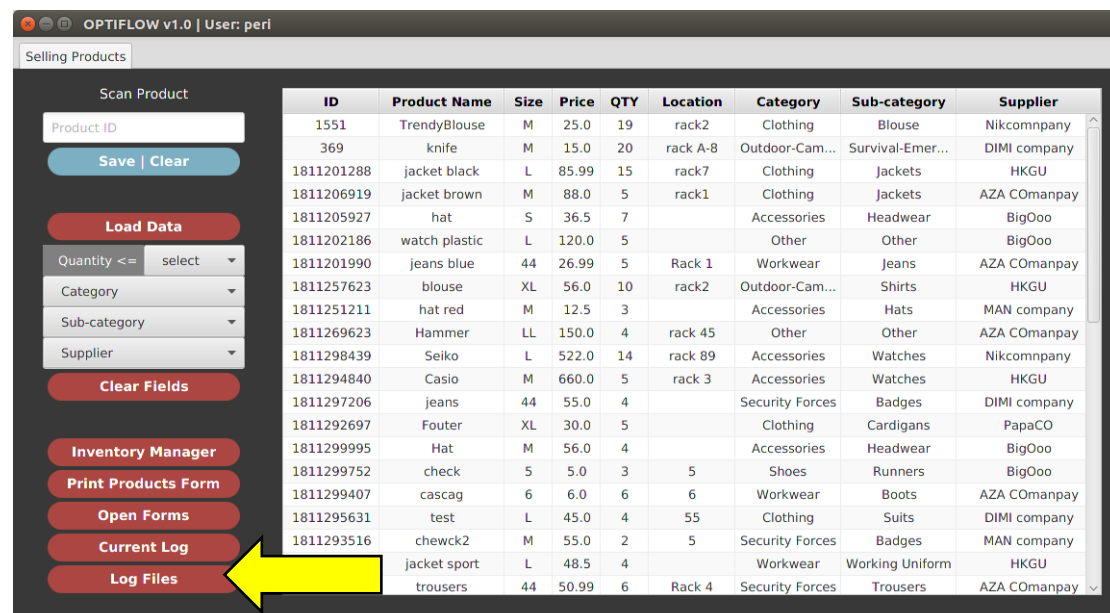 OPTIFLOW v1.0 | User: peri
Selling Products
Scan Product
Product ID
Save | Clear
Load Data
Quantity <= select
Category
Sub-category
Supplier
Clear Fields
Inventory Manager
Print Products Form
Open Forms
Current Log
Log Files
ID Product Name Size Price QTY Location Category Sub-category Supplier
1551 TrendyBlouse M 25.0 19 rack2 Clothing Blouse Nikcomnpany
369 knife M 15.0 20 rack A-8 Outdoor-Cam... Survival-Emer... DIMI company
1811201288 jacket black L 85.99 15 rack7 Clothing Jackets HKGU
1811206919 jacket brown M 88.0 5 rack1 Clothing Jackets AZA COmanpay
1811205927 hat S 36.5 7 Accessories Headwear BigOoo
1811202186 watch plastic L 120.0 5 Other Other BigOoo
1811201990 jeans blue 44 26.99 5 Rack 1 Workwear Jeans AZA COmanpay
1811257623 blouse XL 56.0 10 rack2 Outdoor-Cam... Shirts HKGU
1811251211 hat red M 12.5 3 Accessories Hats MAN company
1811269623 Hammer LL 150.0 4 rack 45 Other Other AZA COmanpay
1811298439 Seiko L 522.0 14 rack 89 Accessories Watches Nikcomnpany
1811294840 Casio M 660.0 5 rack 3 Accessories Watches HKGU
1811297206 jeans 44 55.0 4 Security Forces Badges DIMI company
1811292697 Fouter XL 30.0 5 Clothing Cardigans PapaCO
1811299995 Hat M 56.0 4 Accessories Headwear BigOoo
1811299752 check 5 5.0 3 5 Shoes Runners BigOoo
1811299407 cascag 6 6.0 6 6 Workwear Boots AZA COmanpay
1811295631 test L 45.0 4 55 Clothing Suits DIMI company
1811293516 chewck2 M 55.0 2 5 Security Forces Badges MAN company
jacket sport L 48.5 4 Workwear Working Uniform HKGU
trousers 44 50.99 6 Rack 4 Security Forces Trousers AZA COmanpay